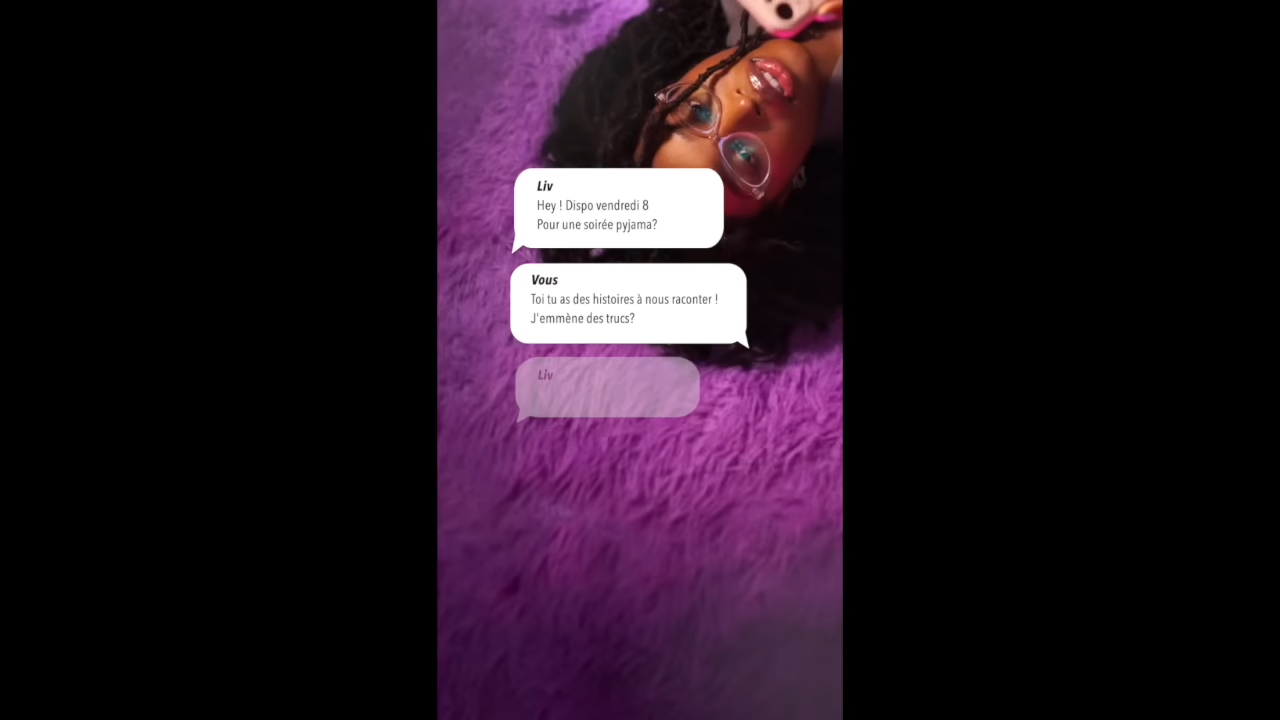 Liv
Hey ! Dispo vendredi 8
Pour une soirée pyjama?
Vous
Toi tu as des histoires à nous raconter !
J'emmène des trucs?
Liv